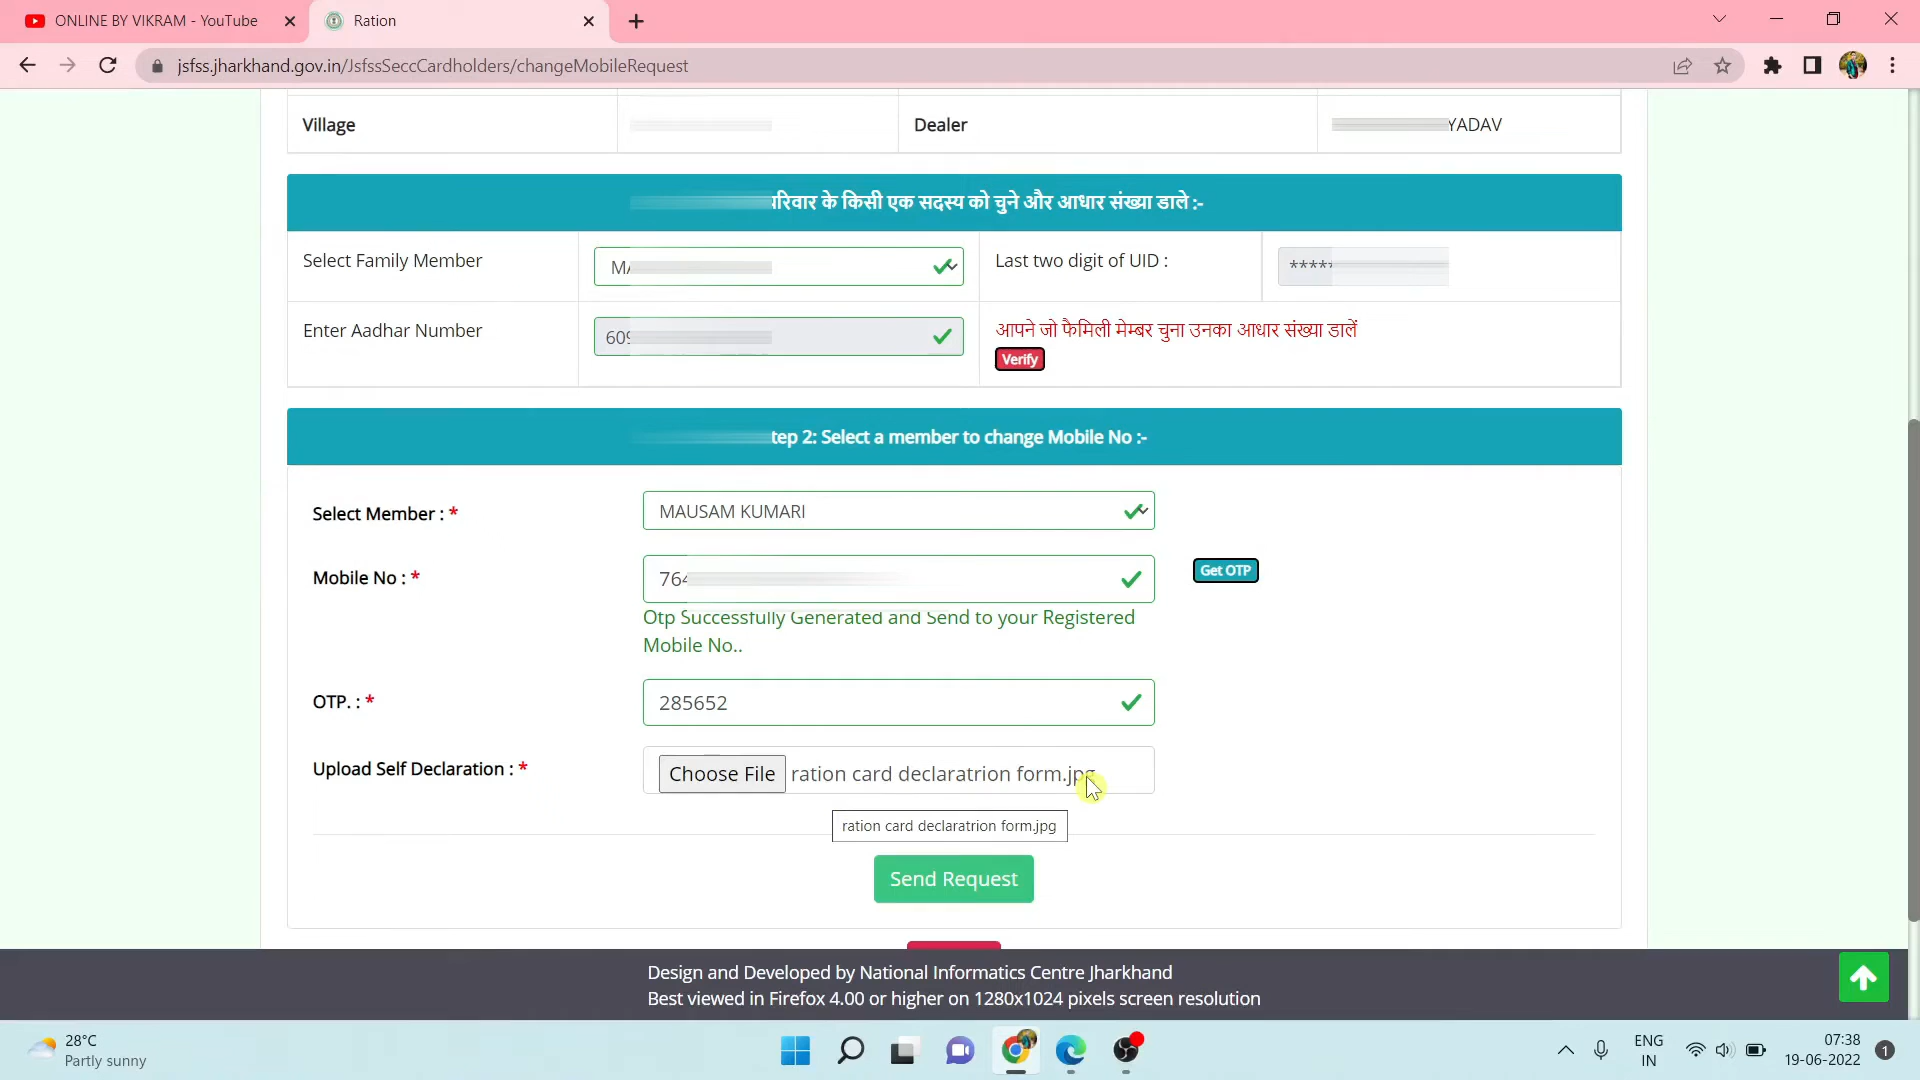 ONLINE BY VIKRAM - YouTube
Ration
jsfss.jharkhand.gov.in/JsfssSeccCardholders/changeMobileRequest
Village
Dealer
YADAV
के किसी एक सदस्य को चुने और आधार संख्या डाले :-
Select Family Member
MA
Last two digit of UID :
*****
Enter Aadhar Number
609
आपने जो फैमिली मेम्बर चुना उनका आधार संख्या डालें
Verify
tep 2: Select a member to change Mobile No :-
Select Member : *
MAUSAM KUMARI
Mobile No : *
764
Get OTP
Otp Successfully Generated and Send to your Registered
Mobile No..
OTP. : *
285652
Upload Self Declaration : *
Choose File ration card declaratrion form.jpg
ration card declaratrion form.jpg
Send Request
Design and Developed by National Informatics Centre Jharkhand
Best viewed in Firefox 4.00 or higher on 1280x1024 pixels screen resolution
28°C
Partly sunny
ENG
IN
07:38
19-06-2022
1